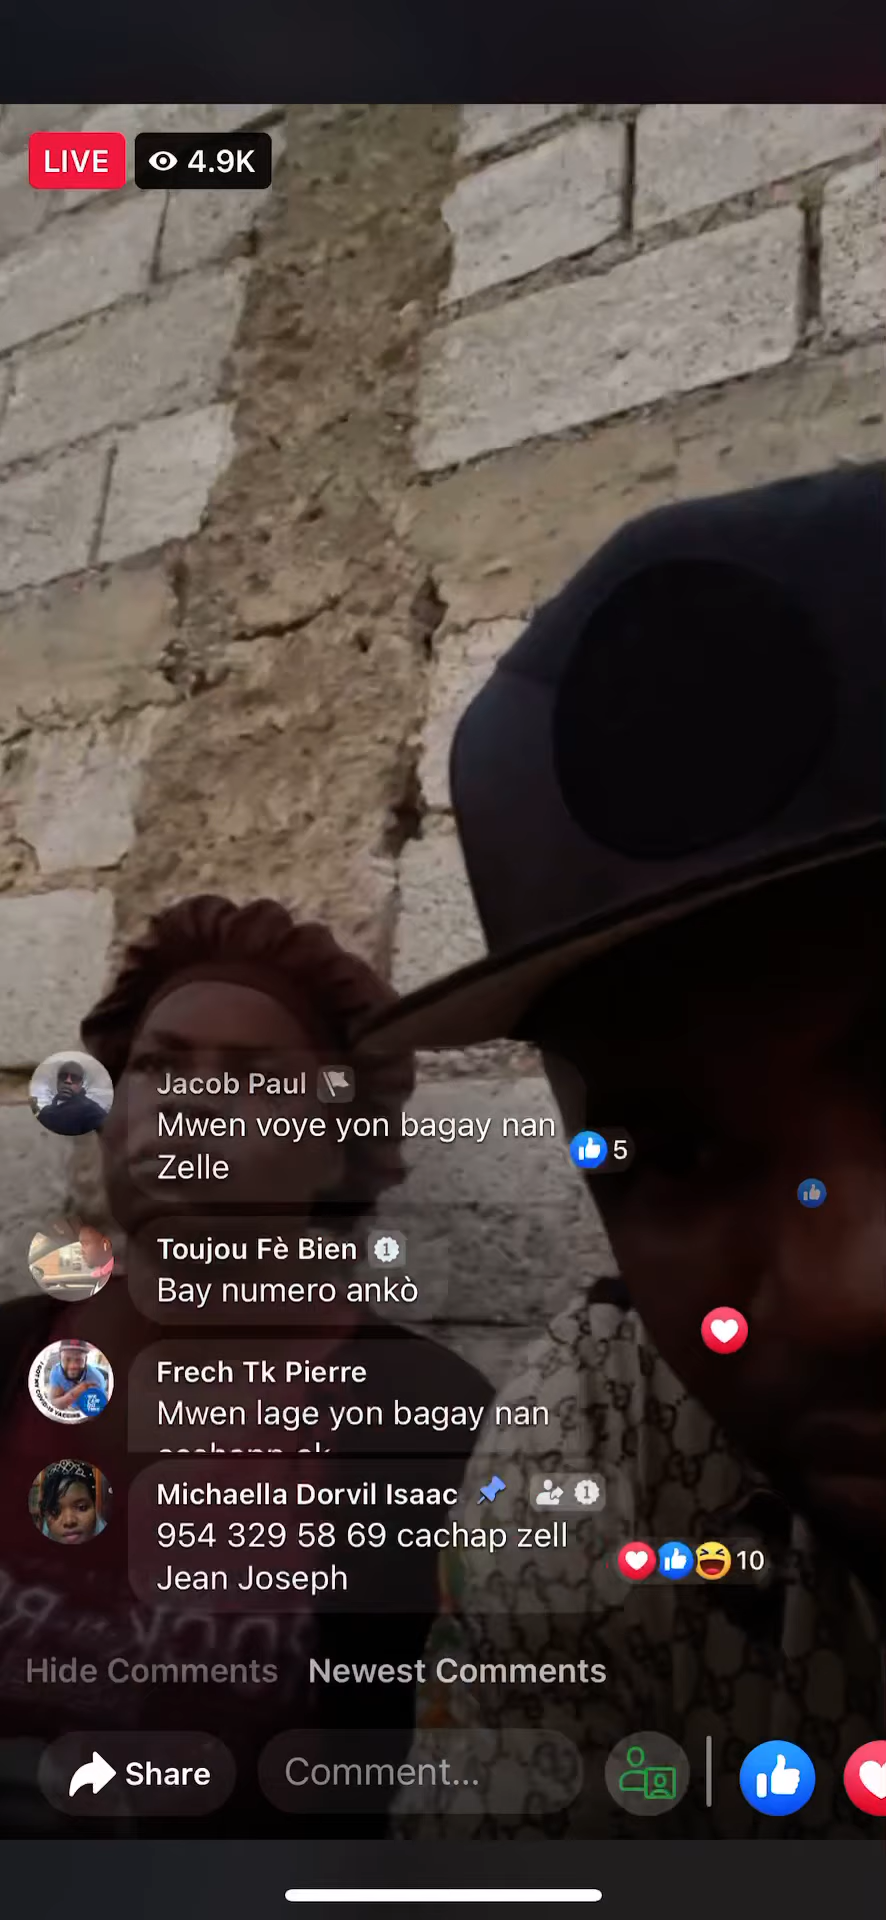 LIVE 4.9K
Jacob Paul
Mwen voye yon bagay nan
Zelle
5
Toujou Fè Bien
Bay numero ankò
Frech Tk Pierre
Mwen lage yon bagay nan
Michaella Dorvil Isaac
954 329 58 69 cachap zell
Jean Joseph
10
Hide Comments Newest Comments
Share Comment...